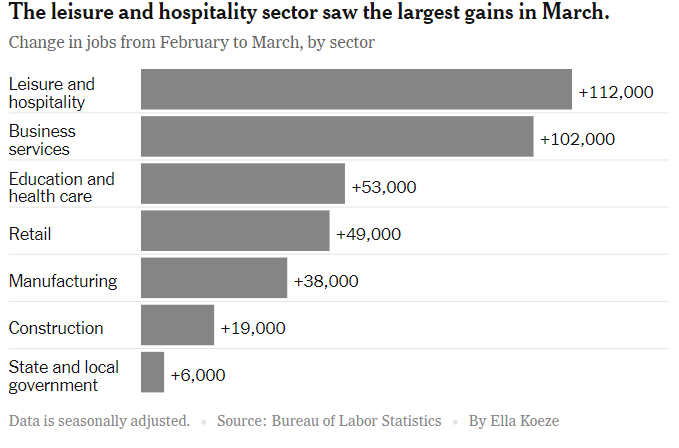 The leisure and hospitality sector saw the largest gains in March.
Change in jobs from February to March, by sector
Leisure and
hospitality
+112,000
Business
services
+102,000
Education and
health care
+53,000
Retail
+49,000
Manufacturing
+38,000
Construction
+19,000
State and local
government
+6,000
Data is seasonally adjusted. • Source: Bureau of Labor Statistics • By Ella Koeze